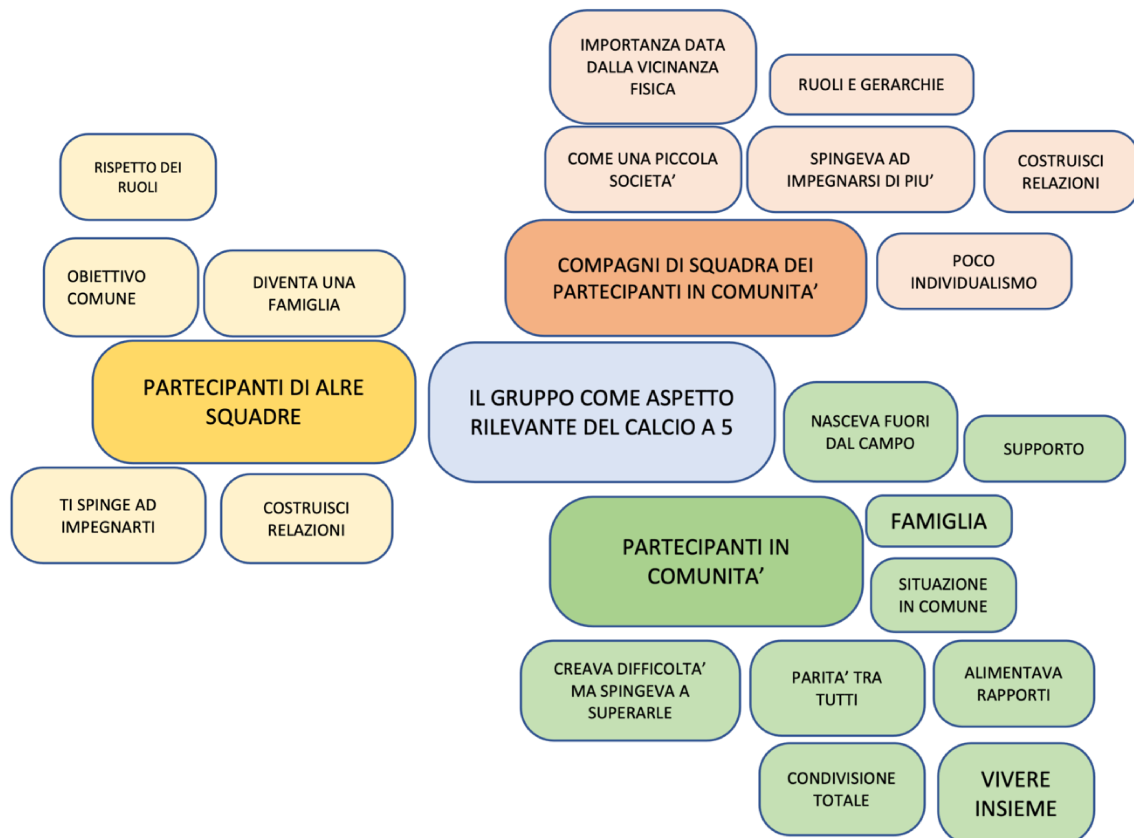 IMPORTANZA DATA
DALLA VICINANZA
FISICA
RUOLI E GERARCHIE
RISPETTO DEI
RUOLI
COME UNA PICCOLA
SOCIETA’
SPINGEVA AD
IMPEGNARSI DI PIU’
COSTRUISCI
RELAZIONI
OBIETTIVO
COMUNE
DIVENTA UNA
FAMIGLIA
COMPAGNI DI SQUADRA DEI
PARTECIPANTI IN COMUNITA’
POCO
INDIVIDUALISMO
PARTECIPANTI DI ALRE
SQUADRE
IL GRUPPO COME ASPETTO
RILEVANTE DEL CALCIO A 5
NASCEVA FUORI
DAL CAMPO
SUPPORTO
TI SPINGE AD
IMPEGNARTI
COSTRUISCI
RELAZIONI
PARTECIPANTI IN
COMUNITA’
FAMIGLIA
SITUAZIONE
IN COMUNE
CREAVA DIFFICOLTA’
MA SPINGEVA A
SUPERARLE
PARITA’ TRA
TUTTI
ALIMENTAVA
RAPPORTI
CONDIVISIONE
TOTALE
VIVERE
INSIEME